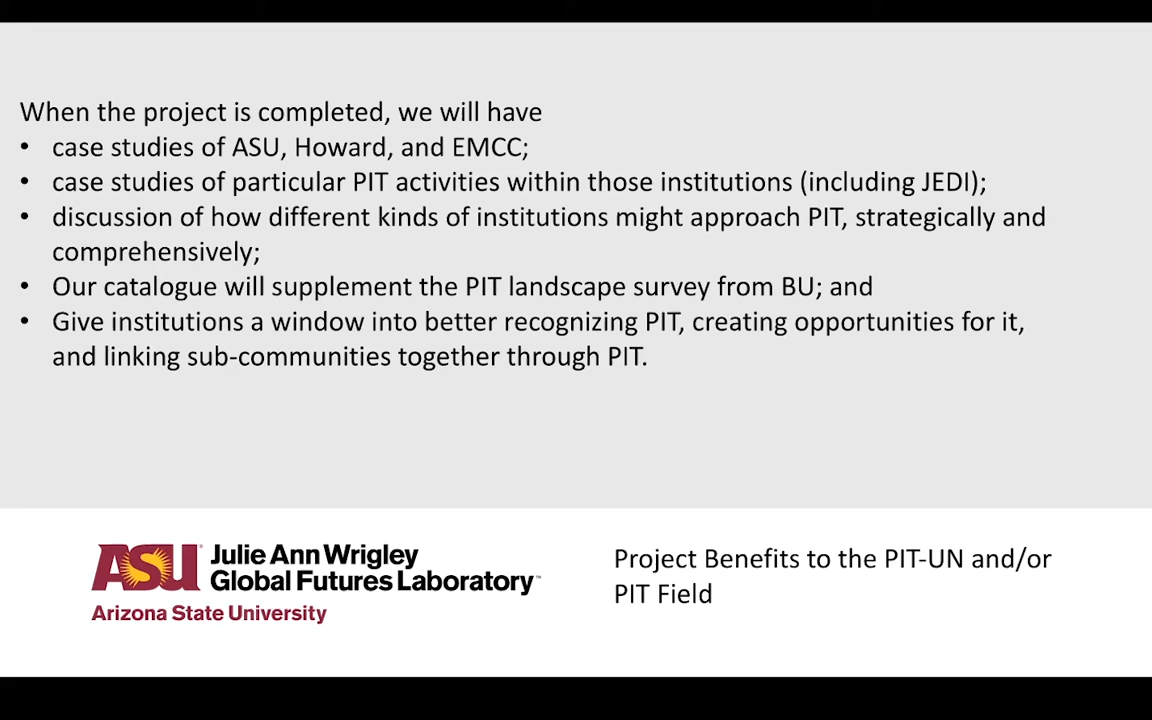 When the project is completed, we will have
• case studies of ASU, Howard, and EMCC;
• case studies of particular PIT activities within those institutions (including JEDI);
• discussion of how different kinds of institutions might approach PIT, strategically and
comprehensively;
• Our catalogue will supplement the PIT landscape survey from BU; and
• Give institutions a window into better recognizing PIT, creating opportunities for it,
and linking sub-communities together through PIT.
ASU Julie Ann Wrigley
Global Futures Laboratory™
Arizona State University
Project Benefits to the PIT-UN and/or
PIT Field